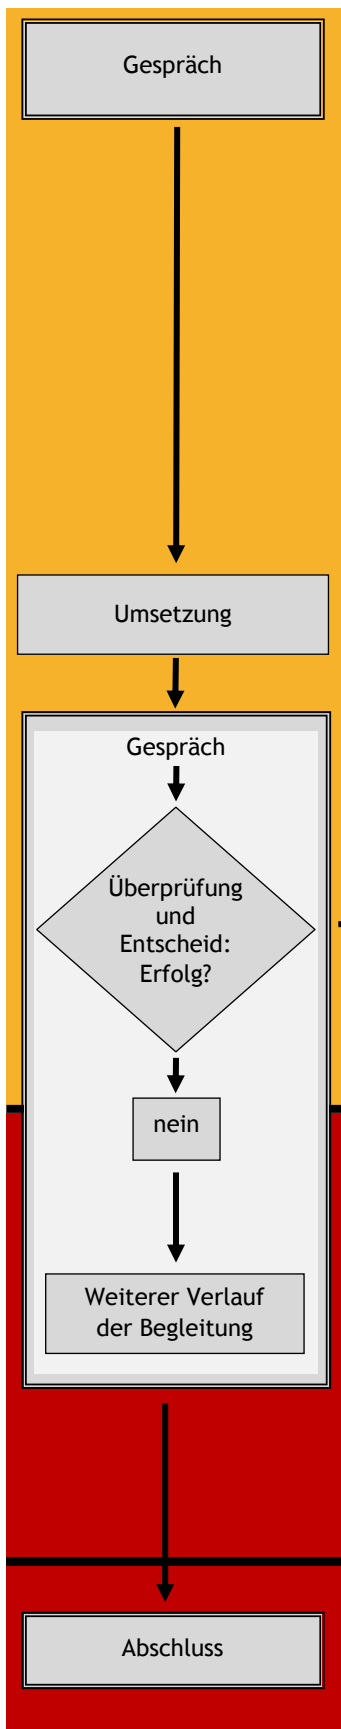 Gespräch
Umsetzung
Gespräch
Überprüfung
und
Entscheid:
Erfolg?
nein
Weiterer Verlauf
der Begleitung
Abschluss